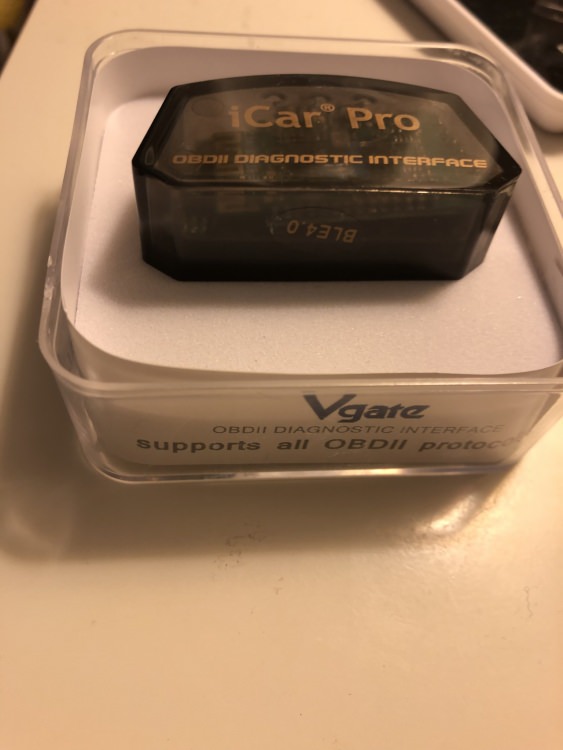 iCar® Pro
OBDII DIAGNOSTIC INTERFACE
BLE4.0
Vgate
OBDII DIAGNOSTIC INTERFACE
supports all OBDII